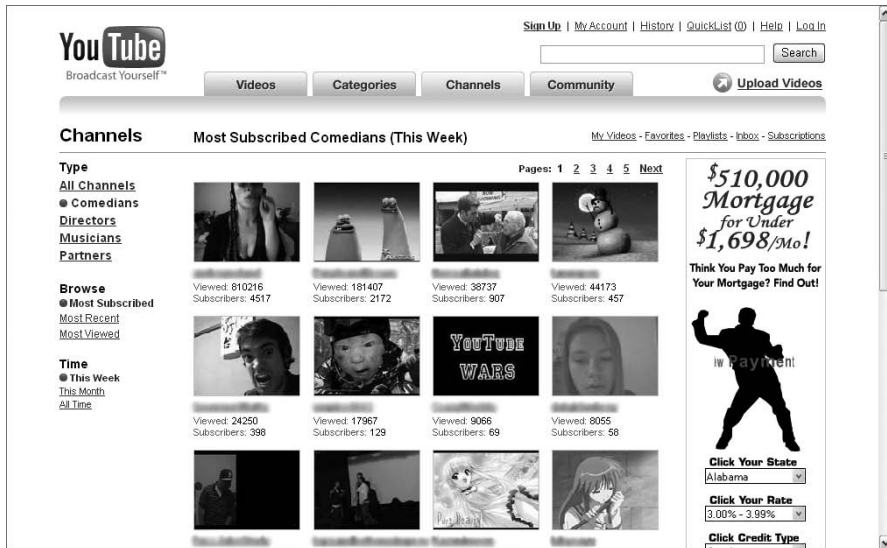 Sign Up | My Account | History | QuickList (0) | Help | Log In
You Tube
Broadcast Yourself™
Search
Videos
Categories
Channels
Community
Upload Videos
Channels
Most Subscribed Comedians (This Week)
My Videos - Favorites - Playlists - Inbox - Subscriptions
Type
All Channels
Comedians
Directors
Musicians
Partners
Browse
Most Subscribed
Most Recent
Most Viewed
Time
This Week
This Month
All Time
Pages: 1 2 3 4 5 Next
Viewed: 810216
Subscribers: 4517
Viewed: 181407
Subscribers: 2172
Viewed: 38737
Subscribers: 907
Viewed: 44173
Subscribers: 457
YOUTUBE
WARS
Viewed: 24250
Subscribers: 398
Viewed: 17967
Subscribers: 129
Viewed: 9066
Subscribers: 69
Viewed: 8055
Subscribers: 58
$510,000
Mortgage
for Under
$1,698/Mo!
Think You Pay Too Much for
Your Mortgage? Find Out!
Payment
Click Your State
Alabama
Click Your Rate
3.00% - 3.99%
Click Credit Type